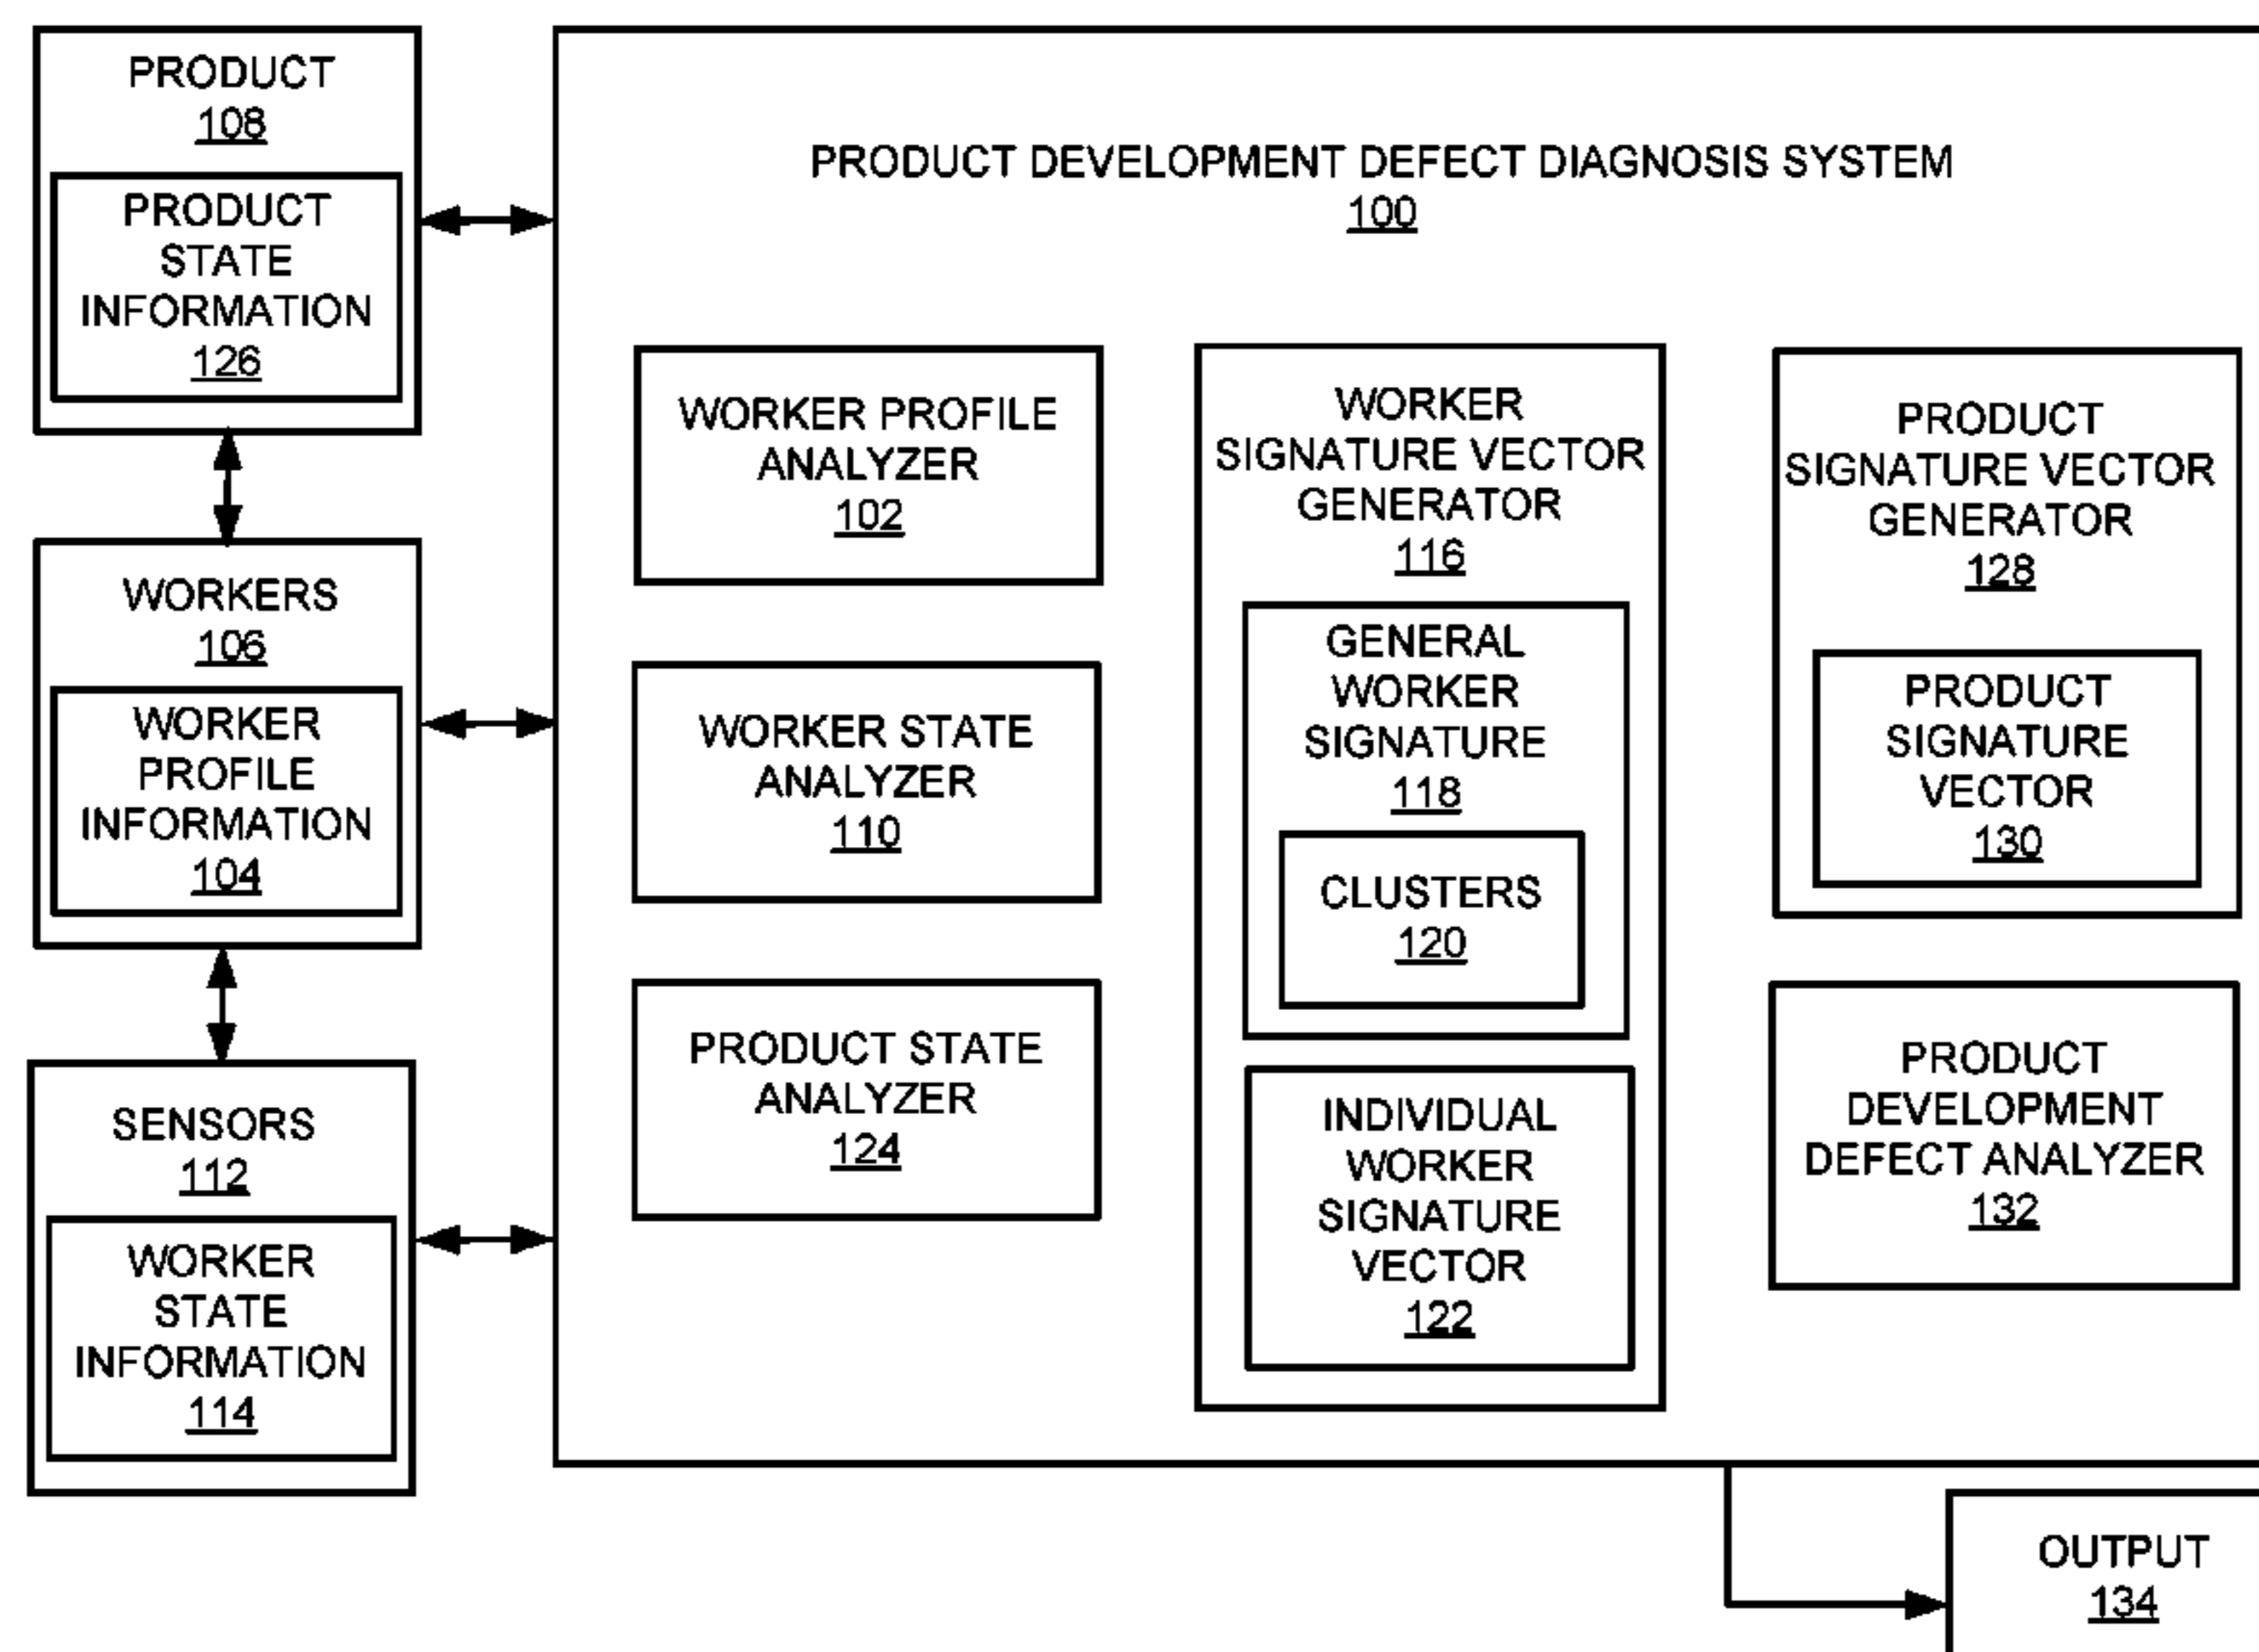 PRODUCT
108
PRODUCT
STATE
INFORMATION
126
WORKERS
106
WORKER
PROFILE
INFORMATION
104
SENSORS
112
WORKER
STATE
INFORMATION
114
PRODUCT DEVELOPMENT DEFECT DIAGNOSIS SYSTEM
100
WORKER PROFILE
ANALYZER
102
WORKER STATE
ANALYZER
110
PRODUCT STATE
ANALYZER
124
WORKER
SIGNATURE VECTOR
GENERATOR
116
GENERAL
WORKER
SIGNATURE
118
CLUSTERS
120
INDIVIDUAL
WORKER
SIGNATURE
VECTOR
122
PRODUCT
SIGNATURE VECTOR
GENERATOR
128
PRODUCT
SIGNATURE
VECTOR
130
PRODUCT
DEVELOPMENT
DEFECT ANALYZER
132
OUTPUT
134